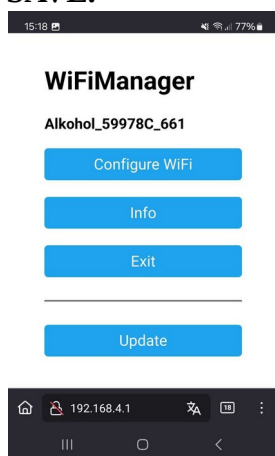 15:18 77%
WiFiManager
Alkohol_59978C_661
Configure WiFi
Info
Exit
Update
192.168.4.1 18